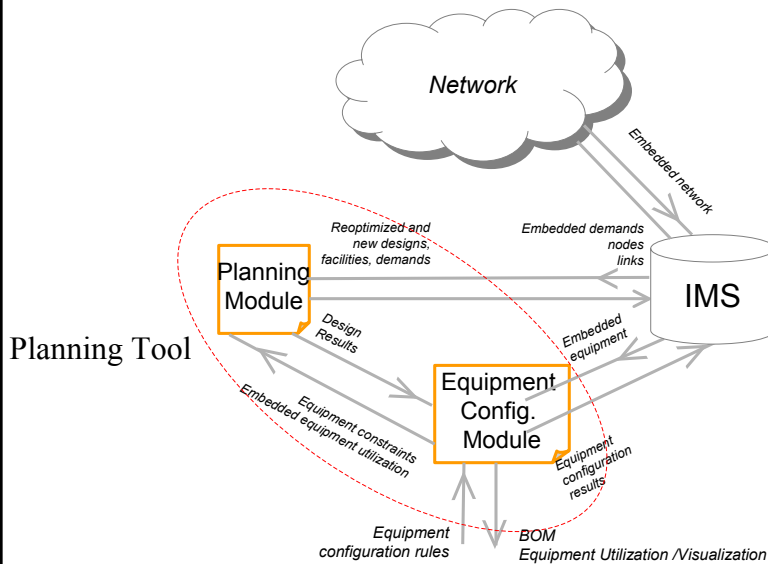 Network
Embedded network
Reoptimized and
new designs,
facilities, demands
Embedded demands
nodes
links
Planning
Module
IMS
Design
Results
Embedded
equipment
Planning Tool
Equipment
Config.
Module
Equipment constraints
Embedded equipment utilization
Equipment
configuration
results
Equipment
configuration rules
BOM
Equipment Utilization /Visualization